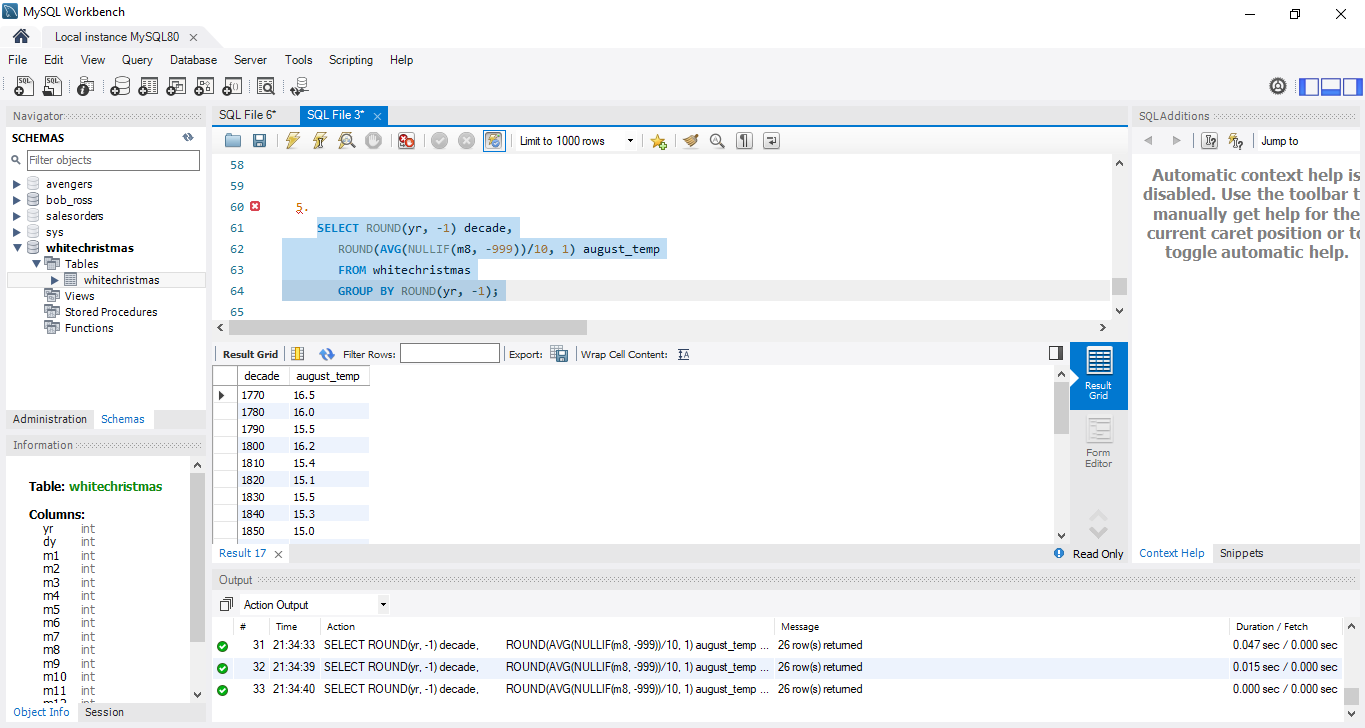 MySQL Workbench
Local instance MySQL80
File Edit View Query Database Server Tools Scripting Help
Navigator
SCHEMAS
Filter objects
avengers
bob_ross
salesorders
sys
whitechristmas
Tables
whitechristmas
Views
Stored Procedures
Functions
Administration Schemas
Information
Table: whitechristmas
Columns:
yr int
dy int
m1 int
m2 int
m3 int
m4 int
m5 int
m6 int
m7 int
m8 int
m9 int
m10 int
m11 int
Object Info Session
SQL File 6* SQL File 3*
Limit to 1000 rows
58
59
60 5.
61 SELECT ROUND(yr, -1) decade,
62 ROUND(AVG(NULLIF(m8, -999))/10, 1) august_temp
63 FROM whitechristmas
64 GROUP BY ROUND(yr, -1);
65
Result Grid Filter Rows: Export: Wrap Cell Content:
decade august_temp
1770 16.5
1780 16.0
1790 15.5
1800 16.2
1810 15.4
1820 15.1
1830 15.5
1840 15.3
1850 15.0
Result Grid
Form Editor
Result 17 Read Only
SQLAdditions
Jump to
Automatic context help is
disabled. Use the toolbar t
manually get help for the
current caret position or to
toggle automatic help.
Context Help Snippets
Output
Action Output
# Time Action Message Duration / Fetch
31 21:34:33 SELECT ROUND(yr, -1) decade, ROUND(AVG(NULLIF(m8, -999))/10, 1) august_temp ... 26 row(s) returned 0.047 sec / 0.000 sec
32 21:34:39 SELECT ROUND(yr, -1) decade, ROUND(AVG(NULLIF(m8, -999))/10, 1) august_temp ... 26 row(s) returned 0.015 sec / 0.000 sec
33 21:34:40 SELECT ROUND(yr, -1) decade, ROUND(AVG(NULLIF(m8, -999))/10, 1) august_temp ... 26 row(s) returned 0.000 sec / 0.000 sec